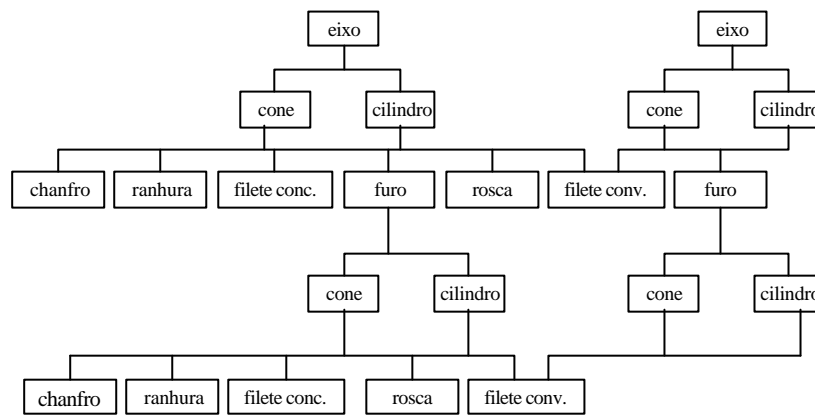 eixo eixo
cone cilindro cone cilindro
chanfro ranhura filete conc. furo rosca filete conv. furo
cone cilindro cone cilindro
chanfro ranhura filete conc. rosca filete conv.